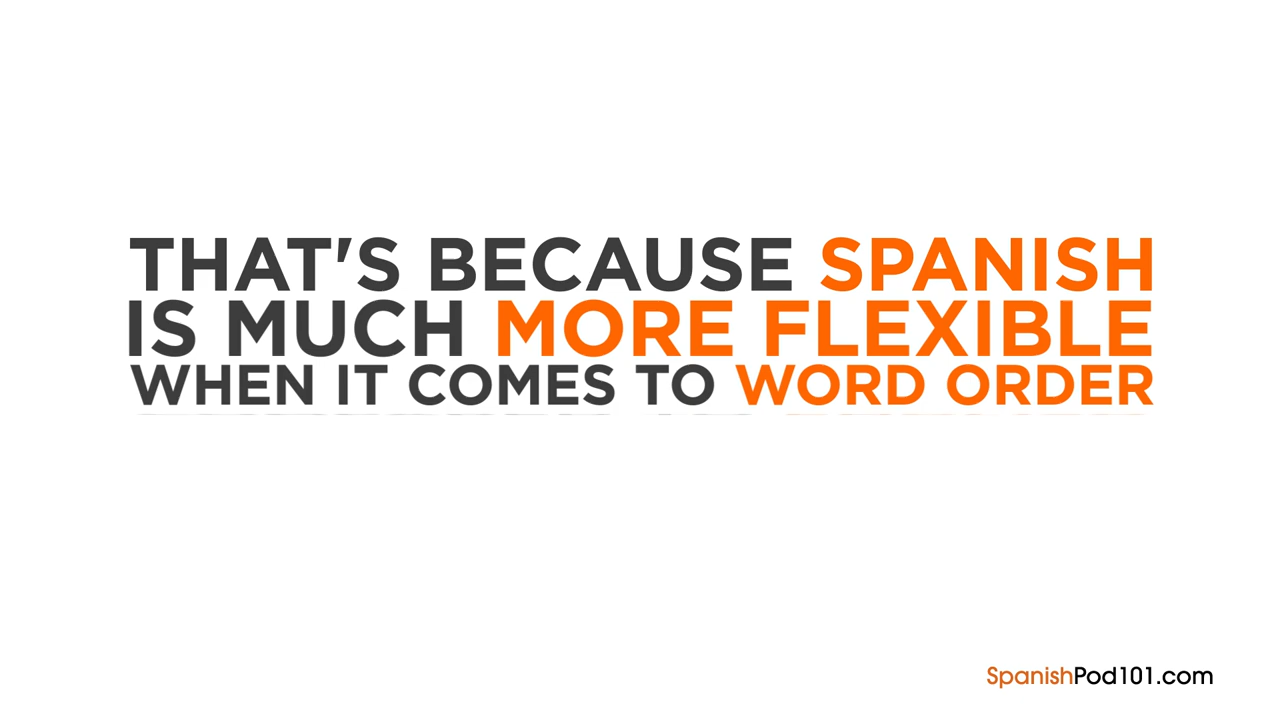 THAT'S BECAUSE SPANISH
IS MUCH MORE FLEXIBLE
WHEN IT COMES TO WORD ORDER
SpanishPod101.com